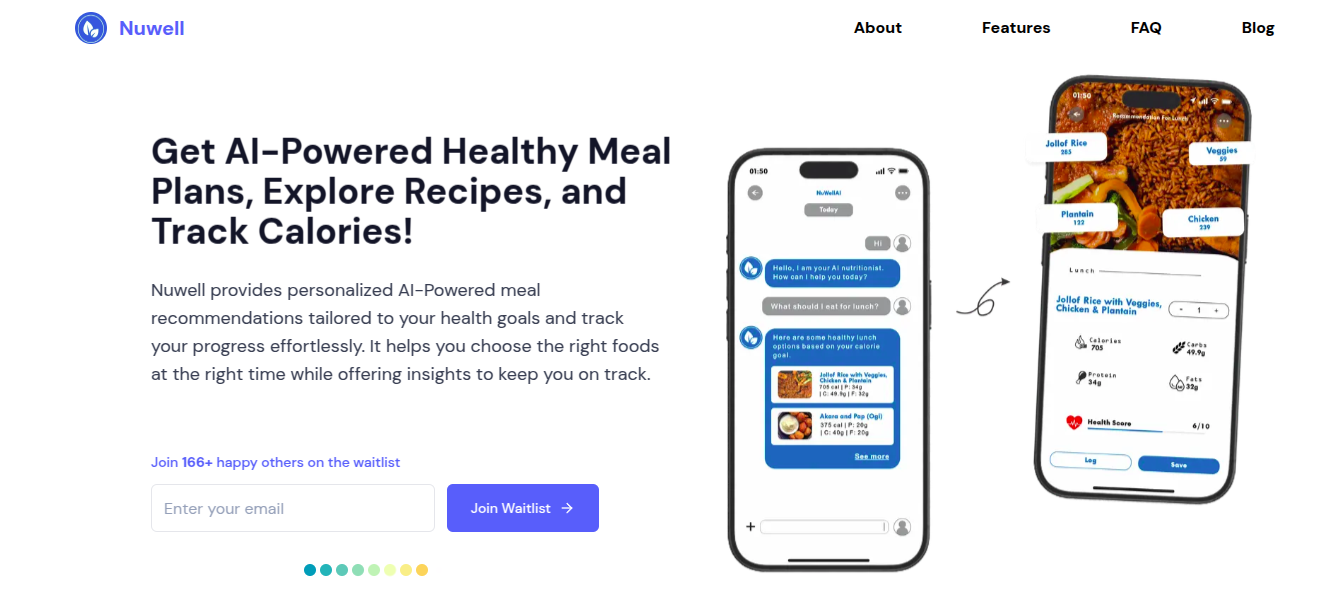 Nuwell
About
Features
FAQ
Blog
Get AI-Powered Healthy Meal
Plans, Explore Recipes, and
Track Calories!
Nuwell provides personalized AI-Powered meal
recommendations tailored to your health goals and track
your progress effortlessly. It helps you choose the right foods
at the right time while offering insights to keep you on track.
Join 166+ happy others on the waitlist
Enter your email
Join Waitlist
01:50
NuWellAI
Today
Hi
Hello, I am your AI nutritionist.
How can I help you today?
What should I eat for lunch?
Here are some healthy lunch
options based on your calorie
goal.
Jollof Rice with Veggies,
Chicken & Plantain
705 cal | P: 34g
| C: 49.9g | F: 32g
Akara and Pap (Ogi)
375 cal | P: 20g
| C: 40g | F: 20g
See more
01:50
Recommendation For Lunch
Jollof Rice
285
Veggies
59
Plantain
122
Chicken
239
Lunch
Jollof Rice with Veggies,
Chicken & Plantain
- 1 +
Calories
705
Carbs
49.9g
Protein
34g
Fats
32g
Health Score
6/10
Log
Save